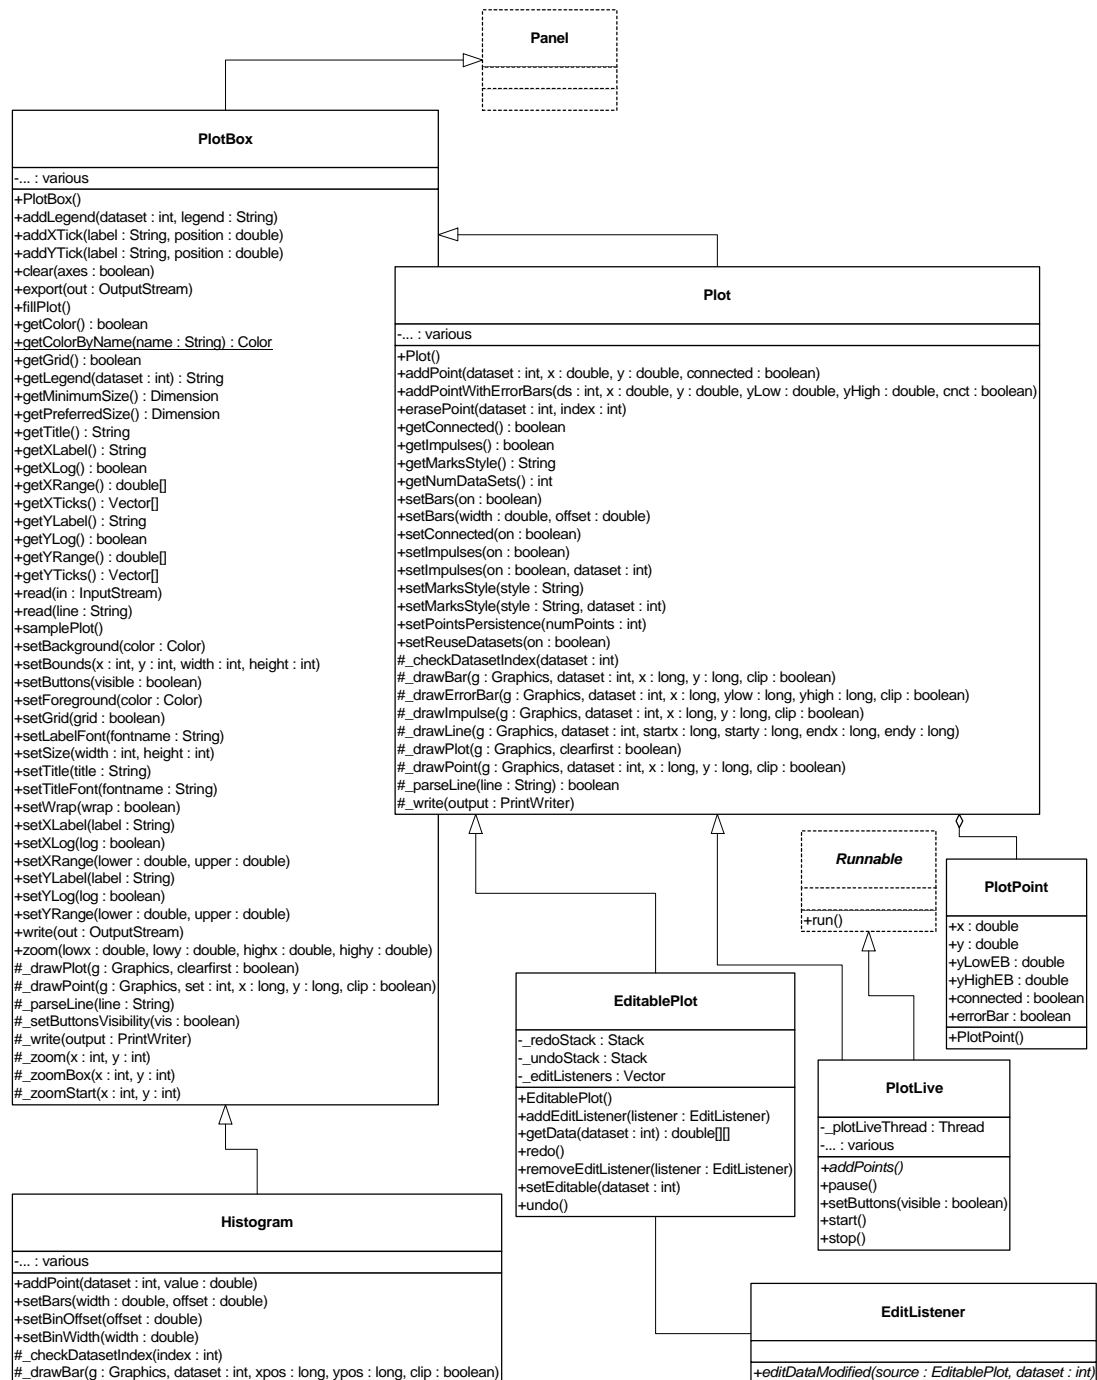 Panel
PlotBox
-... : various
+PlotBox()
+addLegend(dataset : int, legend : String)
+addXTick(label : String, position : double)
+addYTick(label : String, position : double)
+clear(axes : boolean)
+export(out : OutputStream)
+fillPlot()
+getColor() : boolean
+getColorByName(name : String) : Color
+getGrid() : boolean
+getLegend(dataset : int) : String
+getMinimumSize() : Dimension
+getPreferredSize() : Dimension
+getTitle() : String
+getXLabel() : String
+getXLog() : boolean
+getXRange() : double[]
+getXTicks() : Vector[]
+getYLabel() : String
+getYLog() : boolean
+getYRange() : double[]
+getYTicks() : Vector[]
+read(in : InputStream)
+read(line : String)
+samplePlot()
+setBackground(color : Color)
+setBounds(x : int, y : int, width : int, height : int)
+setButtons(visible : boolean)
+setForeground(color : Color)
+setGrid(grid : boolean)
+setLabelFont(fontname : String)
+setSize(width : int, height : int)
+setTitle(title : String)
+setTitleFont(fontname : String)
+setWrap(wrap : boolean)
+setXLabel(label : String)
+setXLog(log : boolean)
+setXRange(lower : double, upper : double)
+setYLabel(label : String)
+setYLog(log : boolean)
+setYRange(lower : double, upper : double)
+write(out : OutputStream)
+zoom(lowx : double, lowy : double, highx : double, highy : double)
#_drawPlot(g : Graphics, clearfirst : boolean)
#_drawPoint(g : Graphics, set : int, x : long, y : long, clip : boolean)
#_parseLine(line : String)
#_setButtonsVisibility(vis : boolean)
#_write(output : PrintWriter)
#_zoom(x : int, y : int)
#_zoomBox(x : int, y : int)
#_zoomStart(x : int, y : int)
Plot
-... : various
+Plot()
+addPoint(dataset : int, x : double, y : double, connected : boolean)
+addPointWithErrorBars(ds : int, x : double, y : double, yLow : double, yHigh : double, cnct : boolean)
+erasePoint(dataset : int, index : int)
+getConnected() : boolean
+getImpulses() : boolean
+getMarksStyle() : String
+getNumDataSets() : int
+setBars(on : boolean)
+setBars(width : double, offset : double)
+setConnected(on : boolean)
+setImpulses(on : boolean)
+setImpulses(on : boolean, dataset : int)
+setMarksStyle(style : String)
+setMarksStyle(style : String, dataset : int)
+setPointsPersistence(numPoints : int)
+setReuseDatasets(on : boolean)
#_checkDatasetIndex(dataset : int)
#_drawBar(g : Graphics, dataset : int, x : long, y : long, clip : boolean)
#_drawErrorBar(g : Graphics, dataset : int, x : long, ylow : long, yhigh : long, clip : boolean)
#_drawImpulse(g : Graphics, dataset : int, x : long, y : long, clip : boolean)
#_drawLine(g : Graphics, dataset : int, startx : long, starty : long, endx : long, endy : long)
#_drawPlot(g : Graphics, clearfirst : boolean)
#_drawPoint(g : Graphics, dataset : int, x : long, y : long, clip : boolean)
#_parseLine(line : String) : boolean
#_write(output : PrintWriter)
Runnable
+run()
PlotPoint
+x : double
+y : double
+yLowEB : double
+yHighEB : double
+connected : boolean
+errorBar : boolean
+PlotPoint()
EditablePlot
-_redoStack : Stack
-_undoStack : Stack
-_editListeners : Vector
+EditablePlot()
+addEditListener(listener : EditListener)
+getData(dataset : int) : double[][]
+redo()
+removeEditListener(listener : EditListener)
+setEditable(dataset : int)
+undo()
PlotLive
-_plotLiveThread : Thread
-... : various
+addPoints()
+pause()
+setButtons(visible : boolean)
+start()
+stop()
Histogram
-... : various
+addPoint(dataset : int, value : double)
+setBars(width : double, offset : double)
+setBinOffset(offset : double)
+setBinWidth(width : double)
#_checkDatasetIndex(index : int)
#_drawBar(g : Graphics, dataset : int, xpos : long, ypos : long, clip : boolean)
EditListener
+editDataModified(source : EditablePlot, dataset : int)